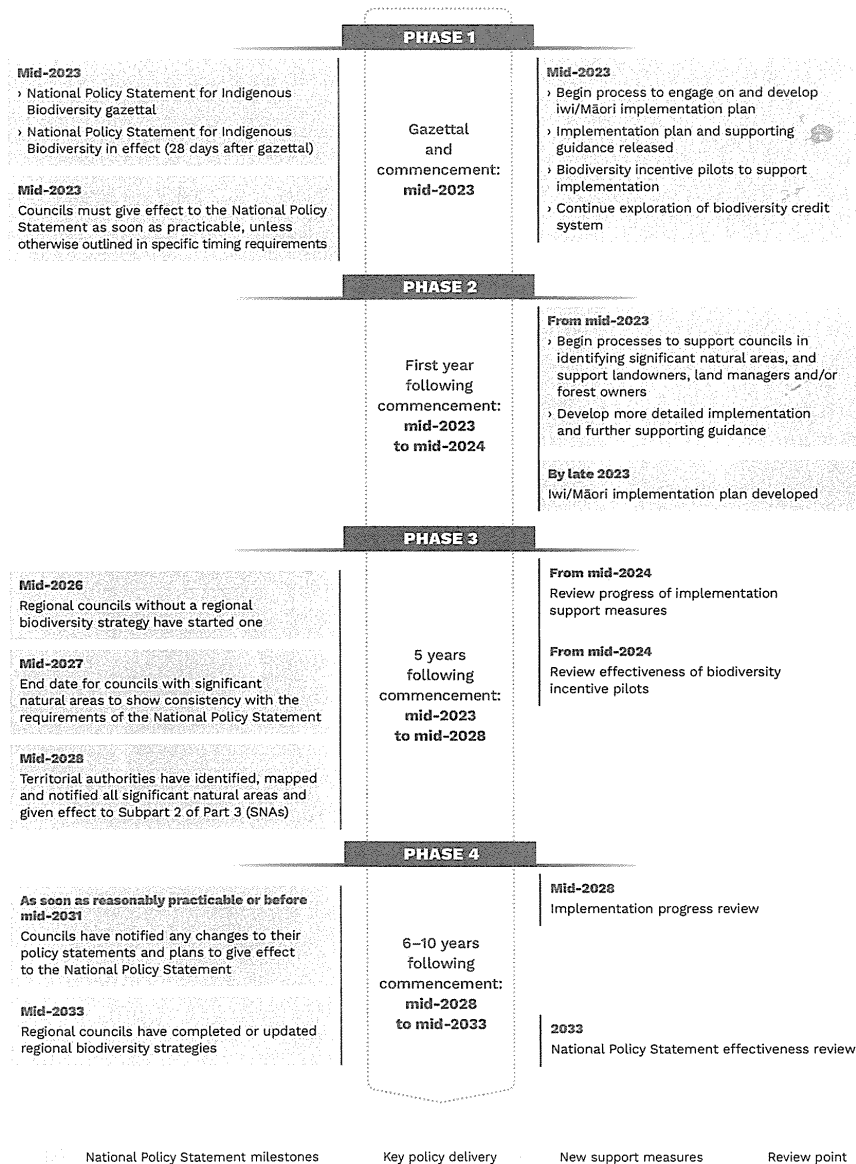 PHASE 1
Mid-2023
› National Policy Statement for Indigenous
Biodiversity gazettal
› National Policy Statement for Indigenous
Biodiversity in effect (28 days after gazettal)
Mid-2023
Councils must give effect to the National Policy
Statement as soon as practicable, unless
otherwise outlined in specific timing requirements
Gazettal
and
commencement:
mid-2023
Mid-2023
› Begin process to engage on and develop
iwi/Māori implementation plan
› Implementation plan and supporting
guidance released
› Biodiversity incentive pilots to support
implementation
› Continue exploration of biodiversity credit
system
PHASE 2
First year
following
commencement:
mid-2023
to mid-2024
From mid-2023
› Begin processes to support councils in
identifying significant natural areas, and
support landowners, land managers and/or
forest owners
› Develop more detailed implementation
and further supporting guidance
By late 2023
Iwi/Māori implementation plan developed
PHASE 3
Mid-2026
Regional councils without a regional
biodiversity strategy have started one
Mid-2027
End date for councils with significant
natural areas to show consistency with the
requirements of the National Policy Statement
Mid-2028
Territorial authorities have identified, mapped
and notified all significant natural areas and
given effect to Subpart 2 of Part 3 (SNAs)
5 years
following
commencement:
mid-2023
to mid-2028
From mid-2024
Review progress of implementation
support measures
From mid-2024
Review effectiveness of biodiversity
incentive pilots
PHASE 4
As soon as reasonably practicable or before
mid-2031
Councils have notified any changes to their
policy statements and plans to give effect
to the National Policy Statement
Mid-2033
Regional councils have completed or updated
regional biodiversity strategies
6–10 years
following
commencement:
mid-2028
to mid-2033
Mid-2028
Implementation progress review
2033
National Policy Statement effectiveness review
National Policy Statement milestones
Key policy delivery
New support measures
Review point